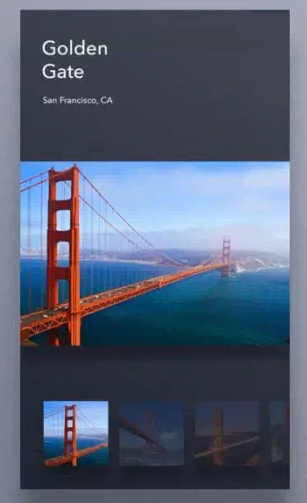 Golden
Gate
San Francisco, CA